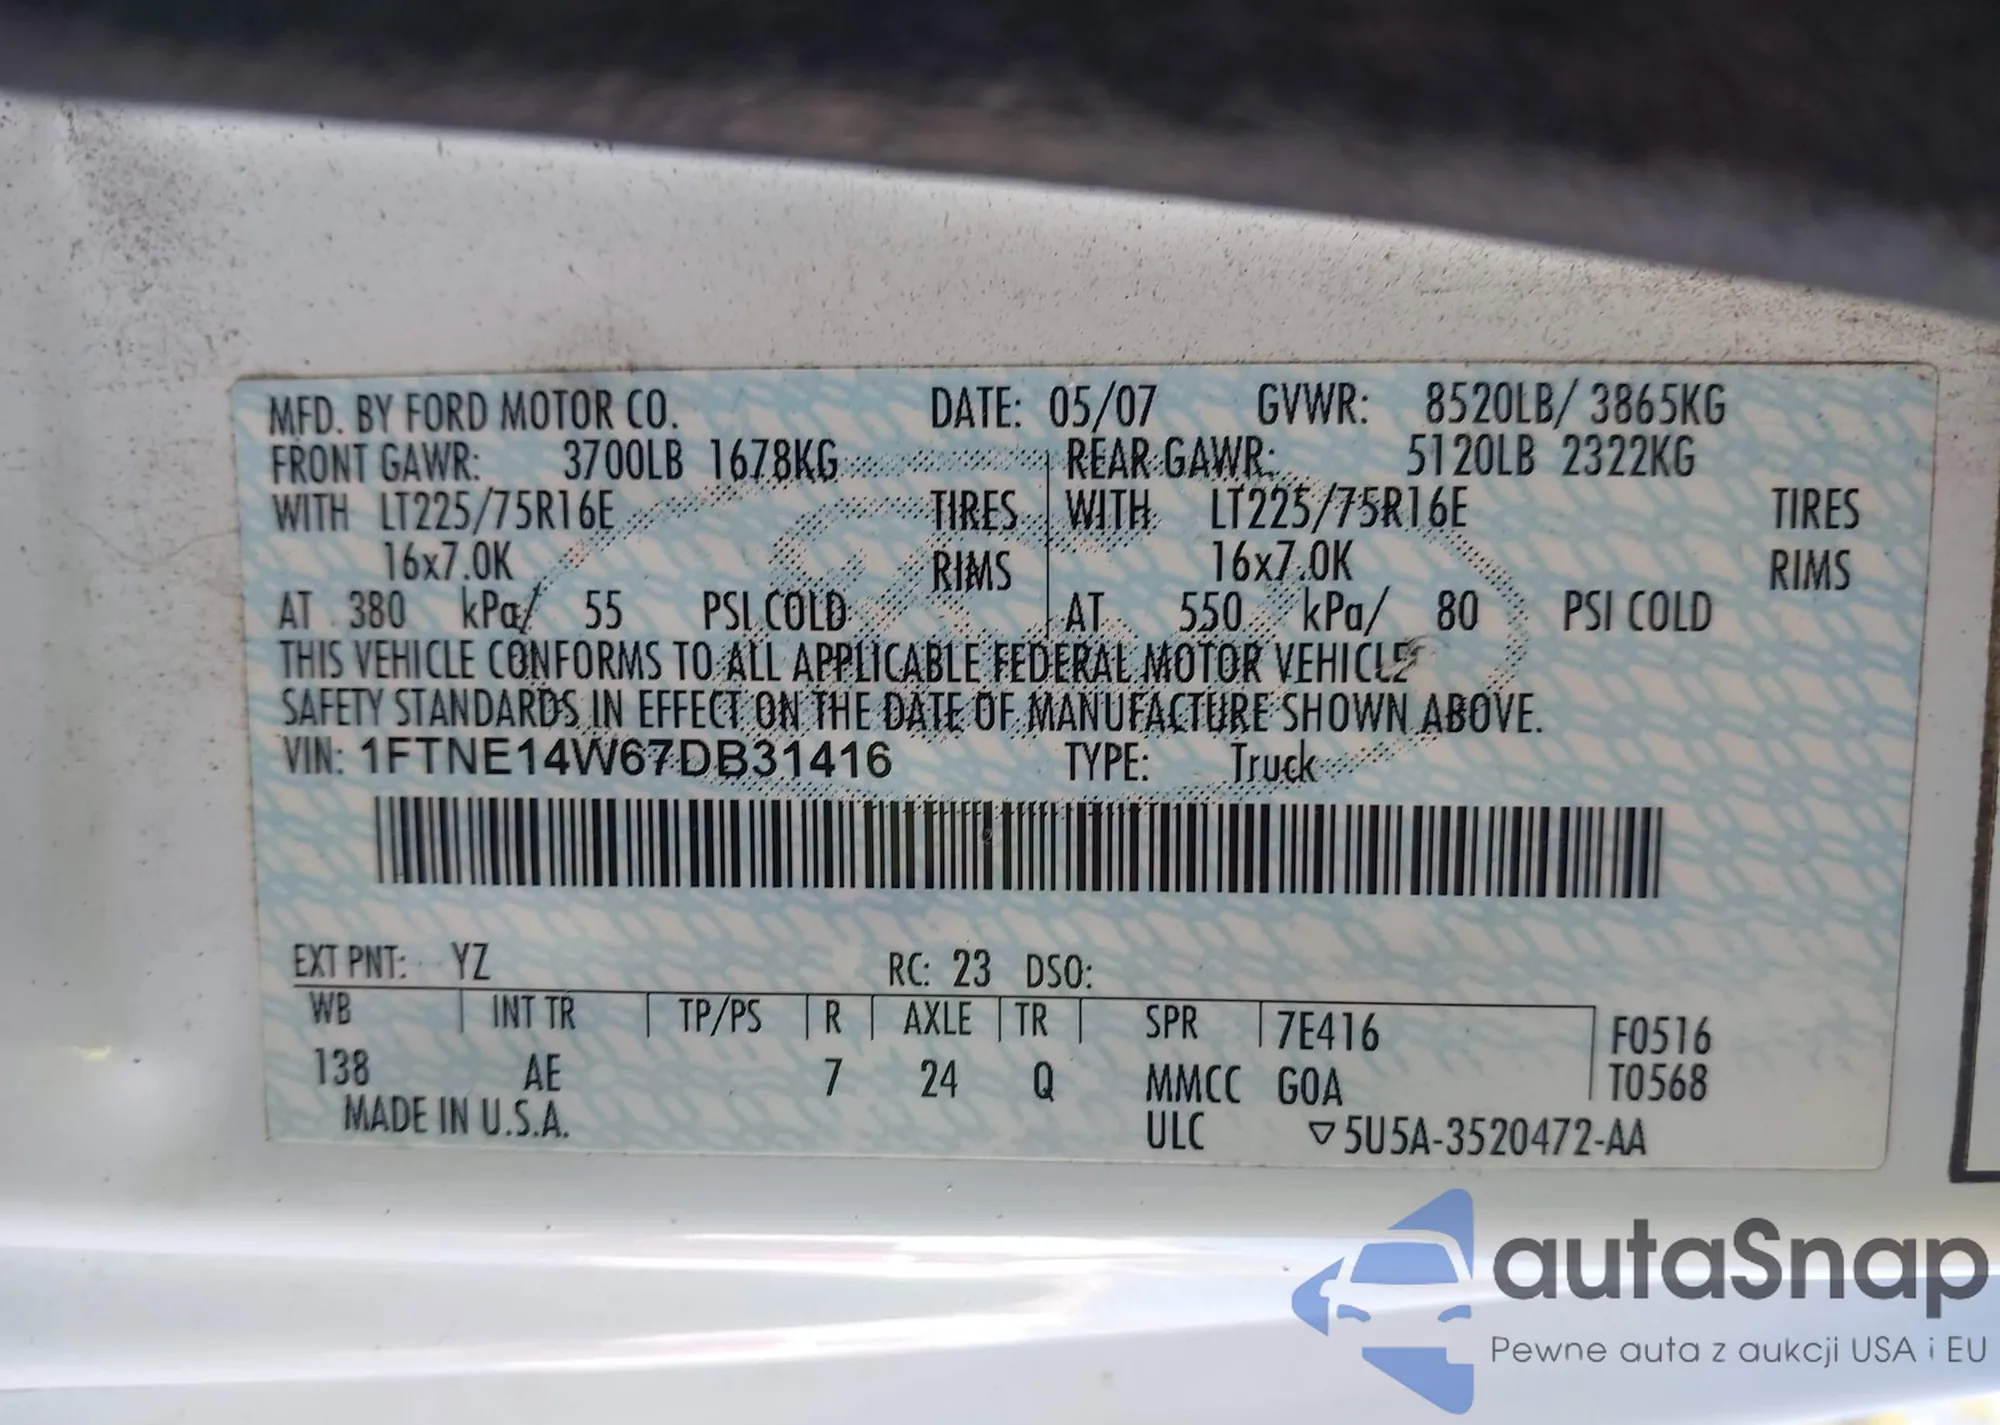 MFD. BY FORD MOTOR CO. DATE: 05/07 GVWR: 8520LB/ 3865KG
FRONT GAWR: 3700LB 1678KG REAR GAWR: 5120LB 2322KG
WITH LT225/75R16E TIRES WITH LT225/75R16E TIRES
16x7.0K RIMS 16x7.0K RIMS
AT 380 kPa/ 55 PSI COLD AT 550 kPa/ 80 PSI COLD
THIS VEHICLE CONFORMS TO ALL APPLICABLE FEDERAL MOTOR VEHICLE
SAFETY STANDARDS IN EFFECT ON THE DATE OF MANUFACTURE SHOWN ABOVE.
VIN: 1FTNE14W67DB31416 TYPE: Truck
EXT PNT: YZ RC: 23 DSO:
WB INT TR TP/PS R AXLE TR SPR 7E416 F0516
138 AE 7 24 Q MMCC G0A T0568
MADE IN U.S.A. ULC ▽5U5A-3520472-AA
autaSnap
Pewne auta z aukcji USA i EU